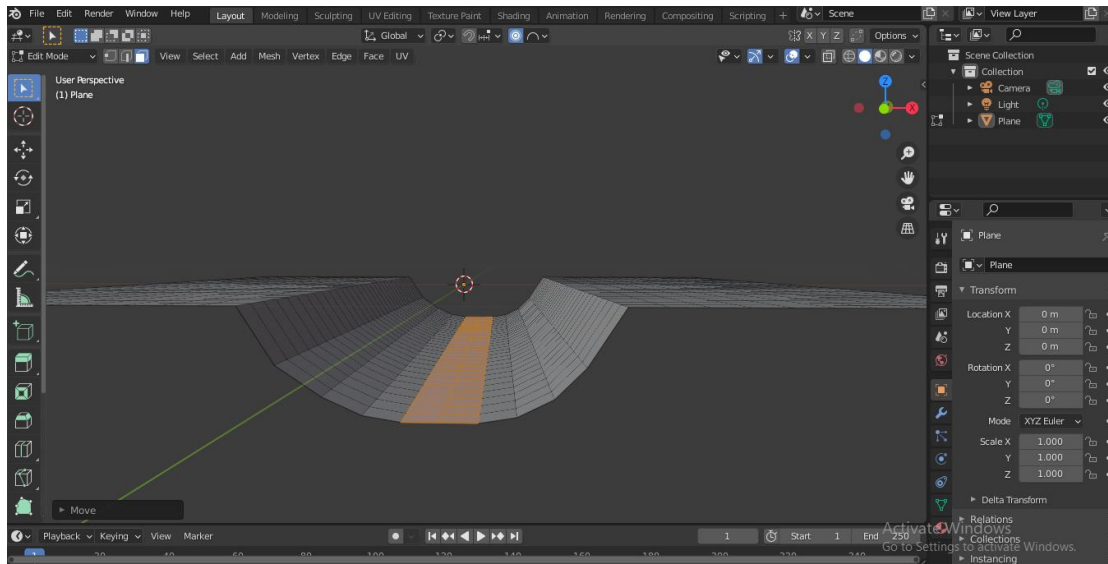 File Edit Render Window Help Layout Modeling Sculpting UV Editing Texture Paint Shading Animation Rendering Compositing Scripting + Scene View Layer
Global X Y Z Options
Edit Mode View Select Add Mesh Vertex Edge Face UV
User Perspective
(1) Plane
Z
X
Move
Scene Collection
Collection
Camera
Light
Plane
Plane
Plane
Transform
Location X 0 m
Y 0 m
Z 0 m
Rotation X 0°
Y 0°
Z 0°
Mode XYZ Euler
Scale X 1.000
Y 1.000
Z 1.000
Delta Transform
Relations
Collections
Instancing
Activate Windows
Go to Settings to activate Windows.
Playback Keying View Marker 1 Start 1 End 250